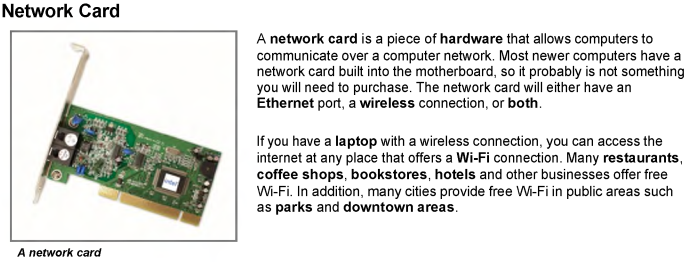 Network Card
A network card is a piece of hardware that allows computers to
communicate over a computer network. Most newer computers have a
network card built into the motherboard, so it probably is not something
you will need to purchase. The network card will either have an
Ethernet port, a wireless connection, or both.
If you have a laptop with a wireless connection, you can access the
internet at any place that offers a Wi-Fi connection. Many restaurants,
coffee shops, bookstores, hotels and other businesses offer free
Wi-Fi. In addition, many cities provide free Wi-Fi in public areas such
as parks and downtown areas.
A network card